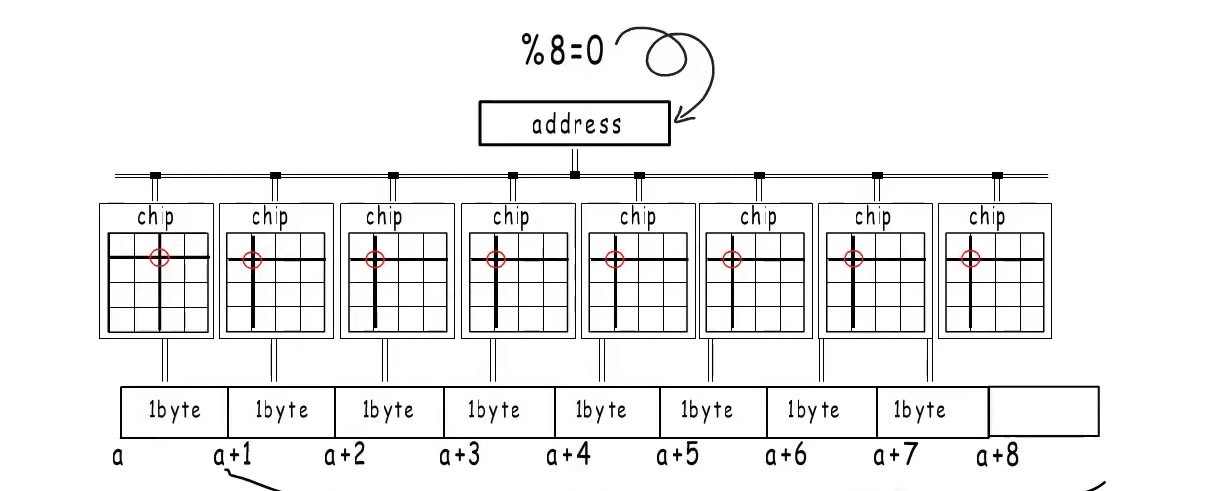 %8=0
address
chip chip chip chip chip chip chip chip
1byte 1byte 1byte 1byte 1byte 1byte 1byte 1byte
a a+1 a+2 a+3 a+4 a+5 a+6 a+7 a+8